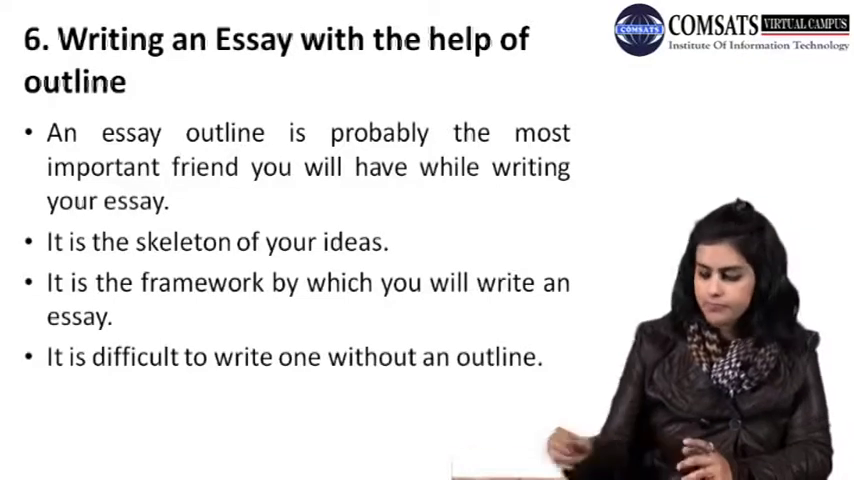 6. Writing an Essay with the help of
outline
COMSATS VIRTUAL CAMPUS
Institute Of Information Technology
COMSATS
• An essay outline is probably the most
important friend you will have while writing
your essay.
• It is the skeleton of your ideas.
• It is the framework by which you will write an
essay.
• It is difficult to write one without an outline.